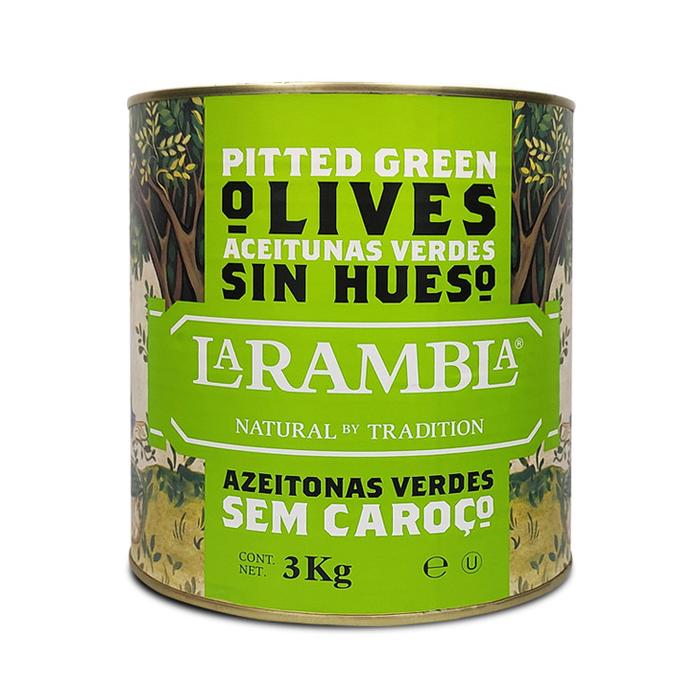 PITTED GREEN
OLIVES
ACEITUNAS VERDES
SIN HUESO
LARAMBLA®
NATURAL BY TRADITION
AZEITONAS VERDES
SEM CAROÇO
CONT.
NET. 3Kg ℮ U